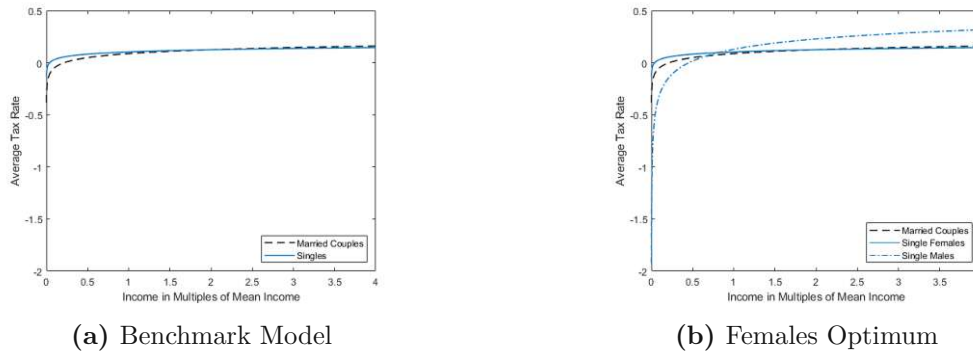 0.5
0
-0.5
-1
-1.5
-2
Average Tax Rate
0 0.5 1 1.5 2 2.5 3 3.5 4
Income in Multiples of Mean Income
Married Couples
Singles
(a) Benchmark Model
0.5
0
-0.5
-1
-1.5
-2
Average Tax Rate
0 0.5 1 1.5 2 2.5 3 3.5
Income in Multiples of Mean Income
Married Couples
Single Females
Single Males
(b) Females Optimum